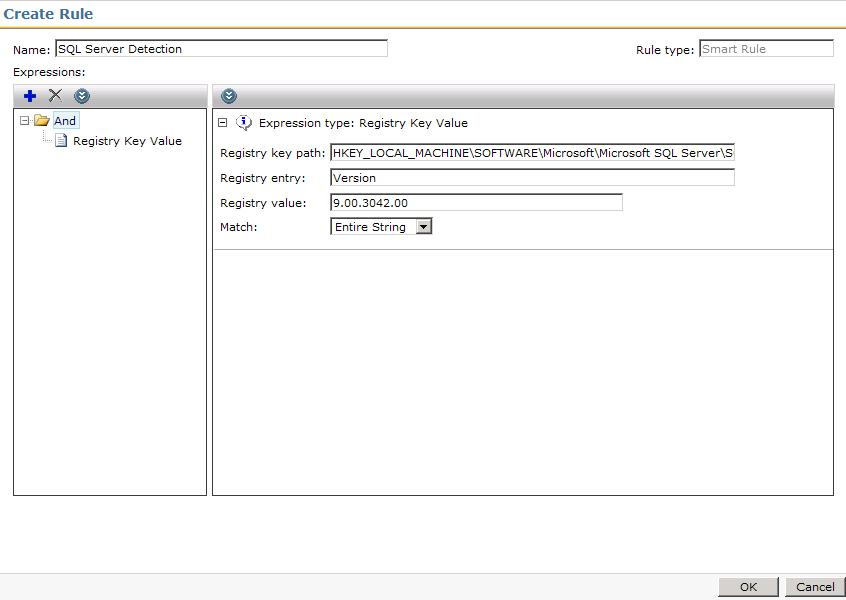 Create Rule
Name: SQL Server Detection Rule type: Smart Rule
Expressions:
And
Registry Key Value
Expression type: Registry Key Value
Registry key path: HKEY_LOCAL_MACHINE\SOFTWARE\Microsoft\Microsoft SQL Server\S
Registry entry: Version
Registry value: 9.00.3042.00
Match: Entire String
OK Cancel